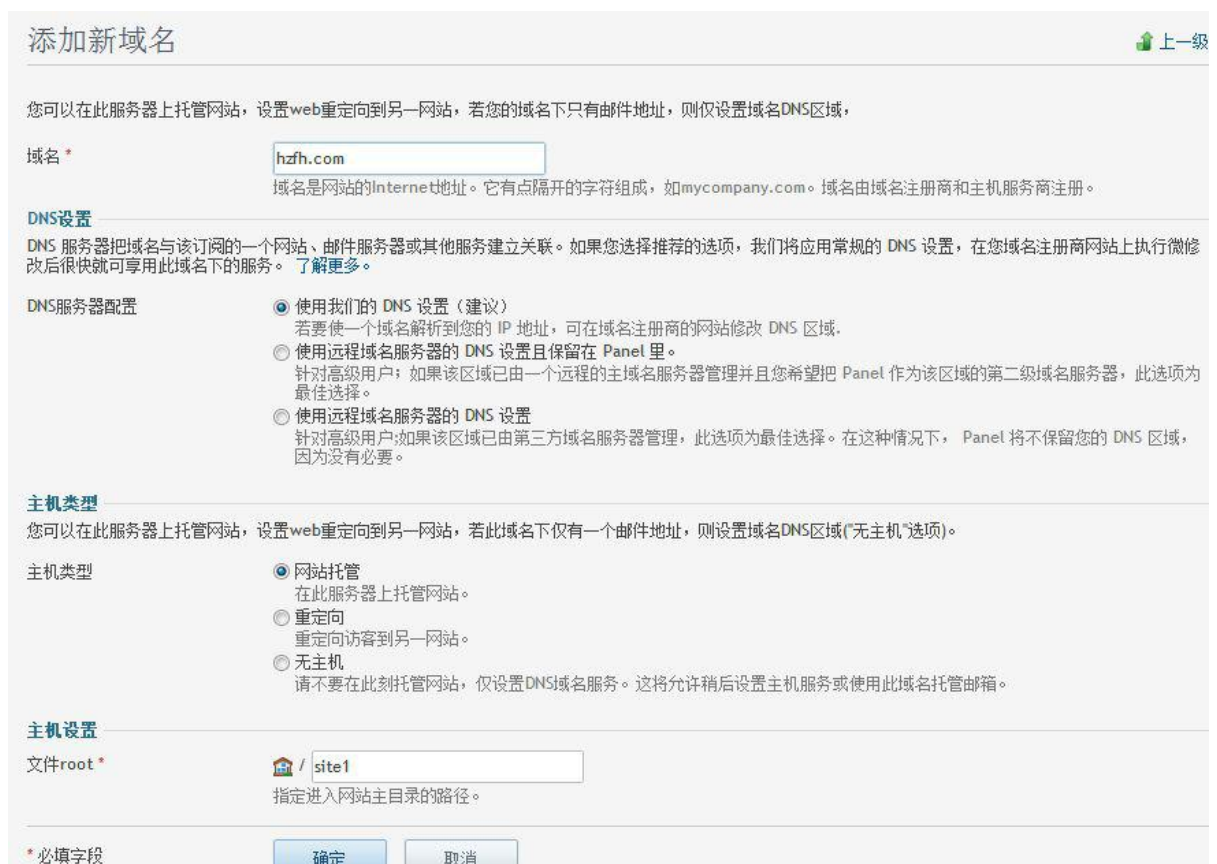 添加新域名
上一级
您可以在此服务器上托管网站，设置web重定向到另一网站，若您的域名下只有邮件地址，则仅设置域名DNS区域，
域名 *
hzfh.com
域名是网站的Internet地址。它有点隔开的字符组成，如mycompany.com。域名由域名注册商和主机服务商注册。
DNS设置
DNS 服务器把域名与该订阅的一个网站、邮件服务器或其他服务建立关联。如果您选择推荐的选项，我们将应用常规的 DNS 设置，在您域名注册商网站上执行微修
改后很快就可享用此域名下的服务。 了解更多。
DNS服务器配置
使用我们的 DNS 设置（建议）
若要使一个域名解析到您的 IP 地址，可在域名注册商的网站修改 DNS 区域.
使用远程域名服务器的 DNS 设置且保留在 Panel 里。
针对高级用户；如果该区域已由一个远程的主域名服务器管理并且您希望把 Panel 作为该区域的第二级域名服务器，此选项为
最佳选择。
使用远程域名服务器的 DNS 设置
针对高级用户;如果该区域已由第三方域名服务器管理，此选项为最佳选择。在这种情况下， Panel 将不保留您的 DNS 区域，
因为没有必要。
主机类型
您可以在此服务器上托管网站，设置web重定向到另一网站，若此域名下仅有一个邮件地址，则设置域名DNS区域("无主机"选项)。
主机类型
网站托管
在此服务器上托管网站。
重定向
重定向访客到另一网站。
无主机
请不要在此刻托管网站，仅设置DNS域名服务。这将允许稍后设置主机服务或使用此域名托管邮箱。
主机设置
文件root *
/ site1
指定进入网站主目录的路径。
* 必填字段
确定
取消